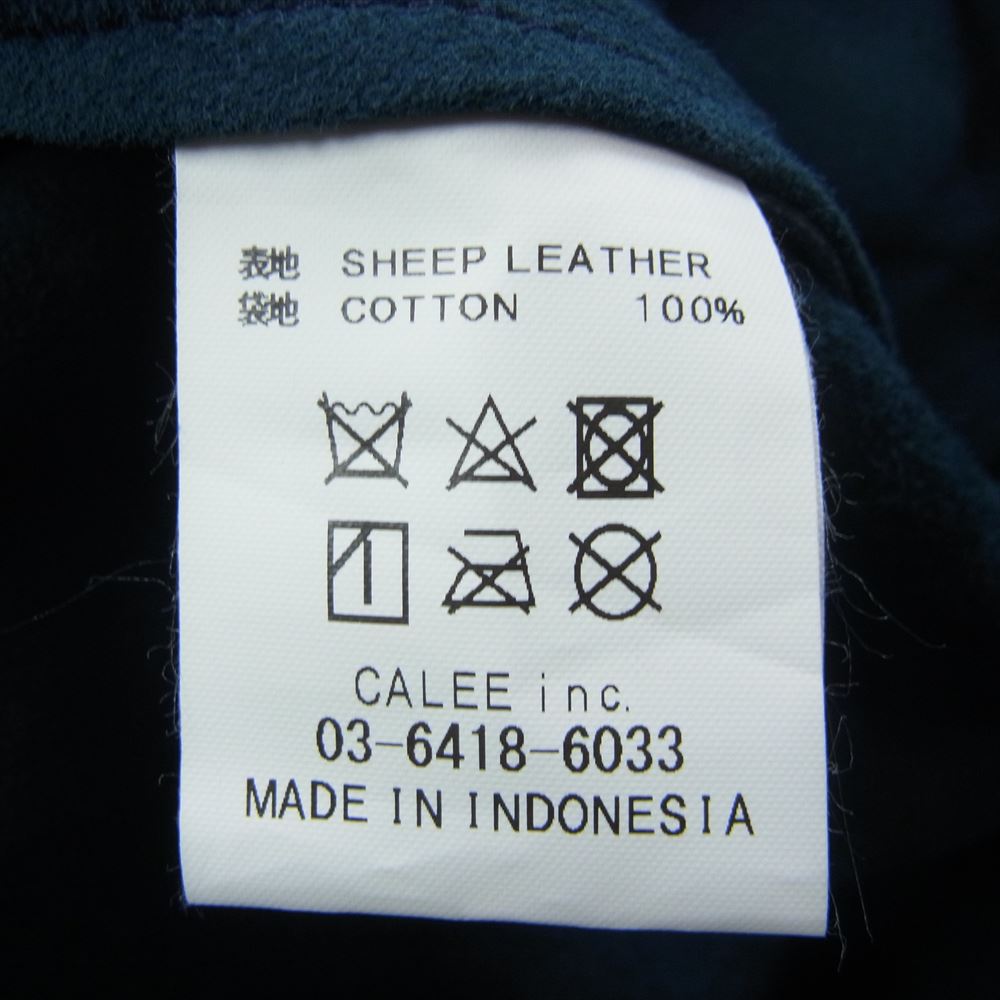 表地 SHEEP LEATHER
袋地 COTTON 100%
CALEE inc.
03-6418-6033
MADE IN INDONESIA